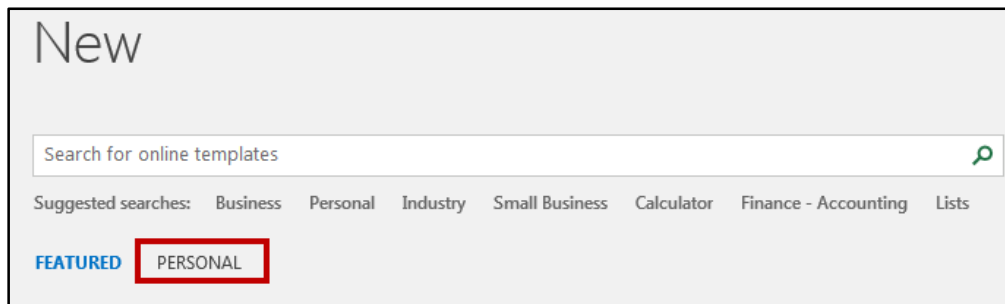 New
Search for online templates
Suggested searches: Business Personal Industry Small Business Calculator Finance - Accounting Lists
FEATURED PERSONAL